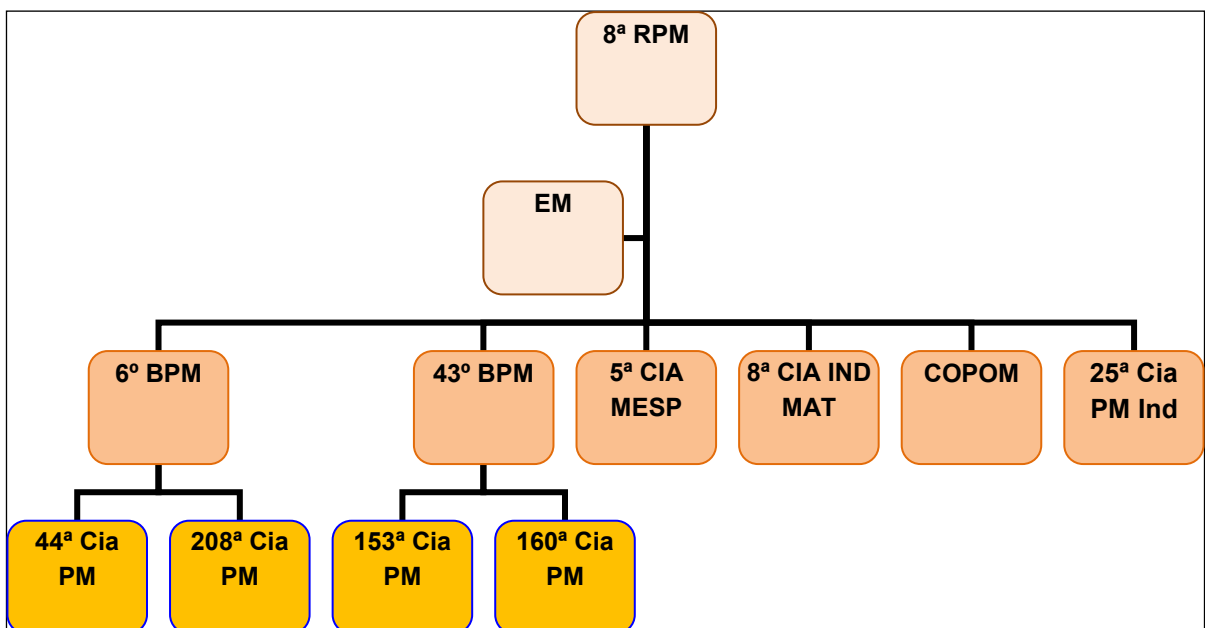 8ª RPM
EM
6º BPM
43º BPM
5ª CIA
MESP
8ª CIA IND
MAT
COPOM
25ª Cia
PM Ind
44ª Cia
PM
208ª Cia
PM
153ª Cia
PM
160ª Cia
PM